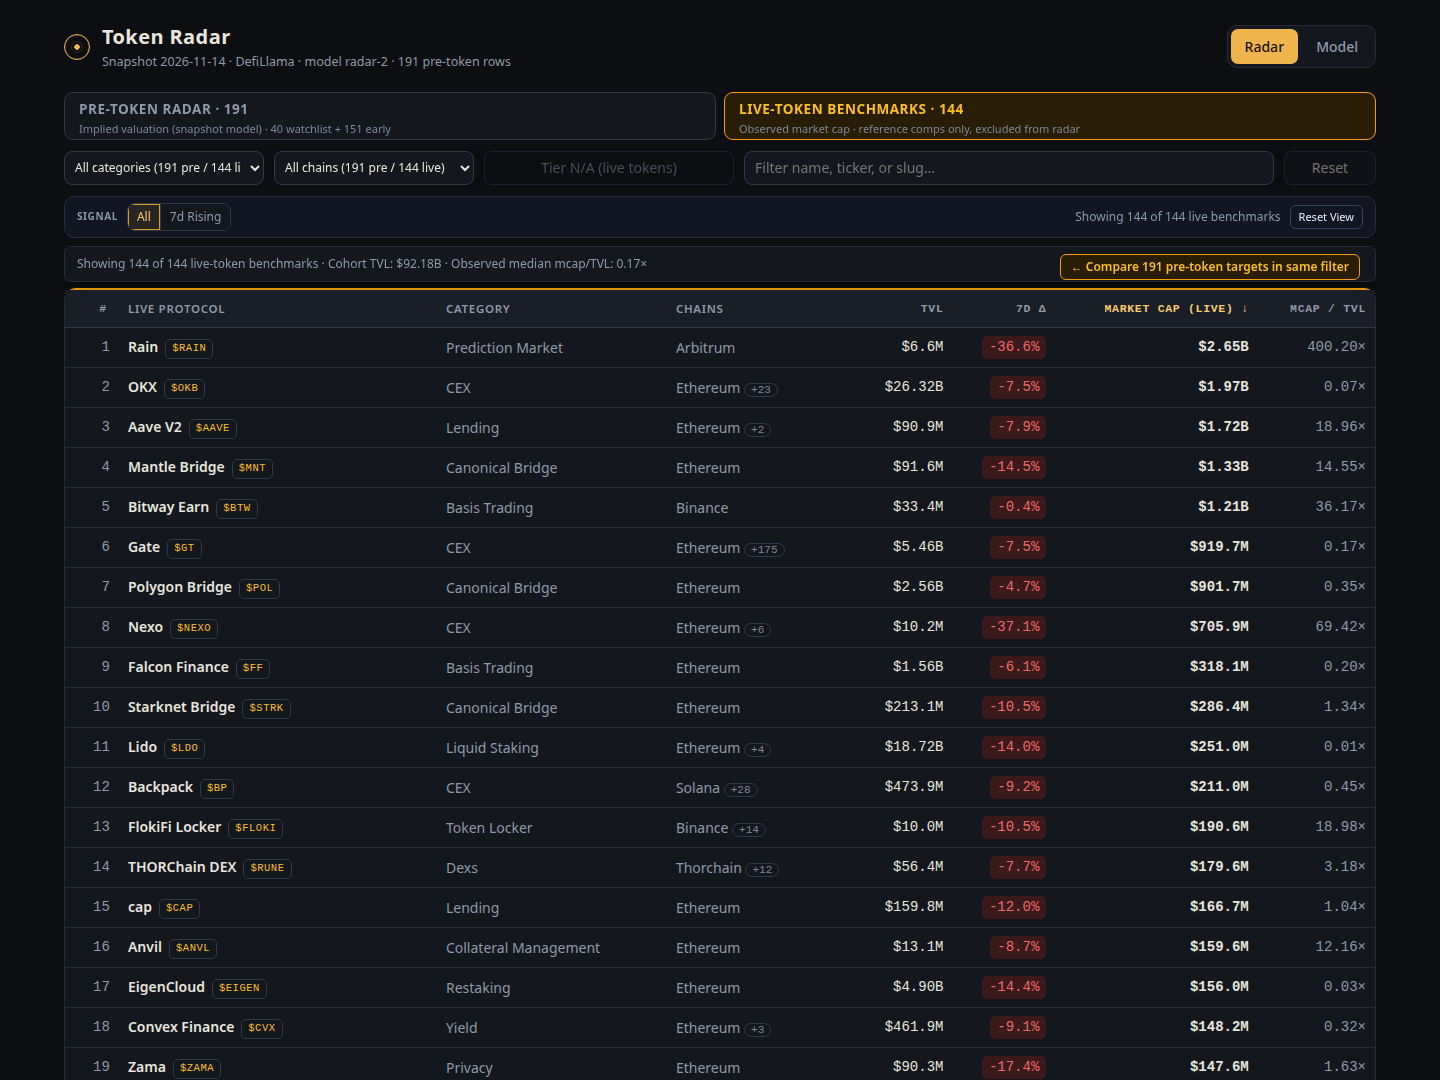 Token Radar
Snapshot 2026-11-14 · DefiLlama · model radar-2 · 191 pre-token rows
Radar Model
PRE-TOKEN RADAR · 191
Implied valuation (snapshot model) · 40 watchlist + 151 early
LIVE-TOKEN BENCHMARKS · 144
Observed market cap · reference comps only, excluded from radar
All categories (191 pre / 144 li All chains (191 pre / 144 live) Tier N/A (live tokens) Filter name, ticker, or slug... Reset
SIGNAL All 7d Rising Showing 144 of 144 live benchmarks Reset View
Showing 144 of 144 live-token benchmarks · Cohort TVL: $92.18B · Observed median mcap/TVL: 0.17× ← Compare 191 pre-token targets in same filter
# LIVE PROTOCOL CATEGORY CHAINS TVL 7D Δ MARKET CAP (LIVE) ↓ MCAP / TVL
1 Rain $RAIN Prediction Market Arbitrum $6.6M -36.6% $2.65B 400.20×
2 OKX $OKB CEX Ethereum +23 $26.32B -7.5% $1.97B 0.07×
3 Aave V2 $AAVE Lending Ethereum +2 $90.9M -7.9% $1.72B 18.96×
4 Mantle Bridge $MNT Canonical Bridge Ethereum $91.6M -14.5% $1.33B 14.55×
5 Bitway Earn $BTW Basis Trading Binance $33.4M -0.4% $1.21B 36.17×
6 Gate $GT CEX Ethereum +175 $5.46B -7.5% $919.7M 0.17×
7 Polygon Bridge $POL Canonical Bridge Ethereum $2.56B -4.7% $901.7M 0.35×
8 Nexo $NEXO CEX Ethereum +6 $10.2M -37.1% $705.9M 69.42×
9 Falcon Finance $FF Basis Trading Ethereum $1.56B -6.1% $318.1M 0.20×
10 Starknet Bridge $STRK Canonical Bridge Ethereum $213.1M -10.5% $286.4M 1.34×
11 Lido $LDO Liquid Staking Ethereum +4 $18.72B -14.0% $251.0M 0.01×
12 Backpack $BP CEX Solana +28 $473.9M -9.2% $211.0M 0.45×
13 FlokiFi Locker $FLOKI Token Locker Binance +14 $10.0M -10.5% $190.6M 18.98×
14 THORChain DEX $RUNE Dexs Thorchain +12 $56.4M -7.7% $179.6M 3.18×
15 cap $CAP Lending Ethereum $159.8M -12.0% $166.7M 1.04×
16 Anvil $ANVL Collateral Management Ethereum $13.1M -8.7% $159.6M 12.16×
17 EigenCloud $EIGEN Restaking Ethereum $4.90B -14.4% $156.0M 0.03×
18 Convex Finance $CVX Yield Ethereum +3 $461.9M -9.1% $148.2M 0.32×
19 Zama $ZAMA Privacy Ethereum $90.3M -17.4% $147.6M 1.63×